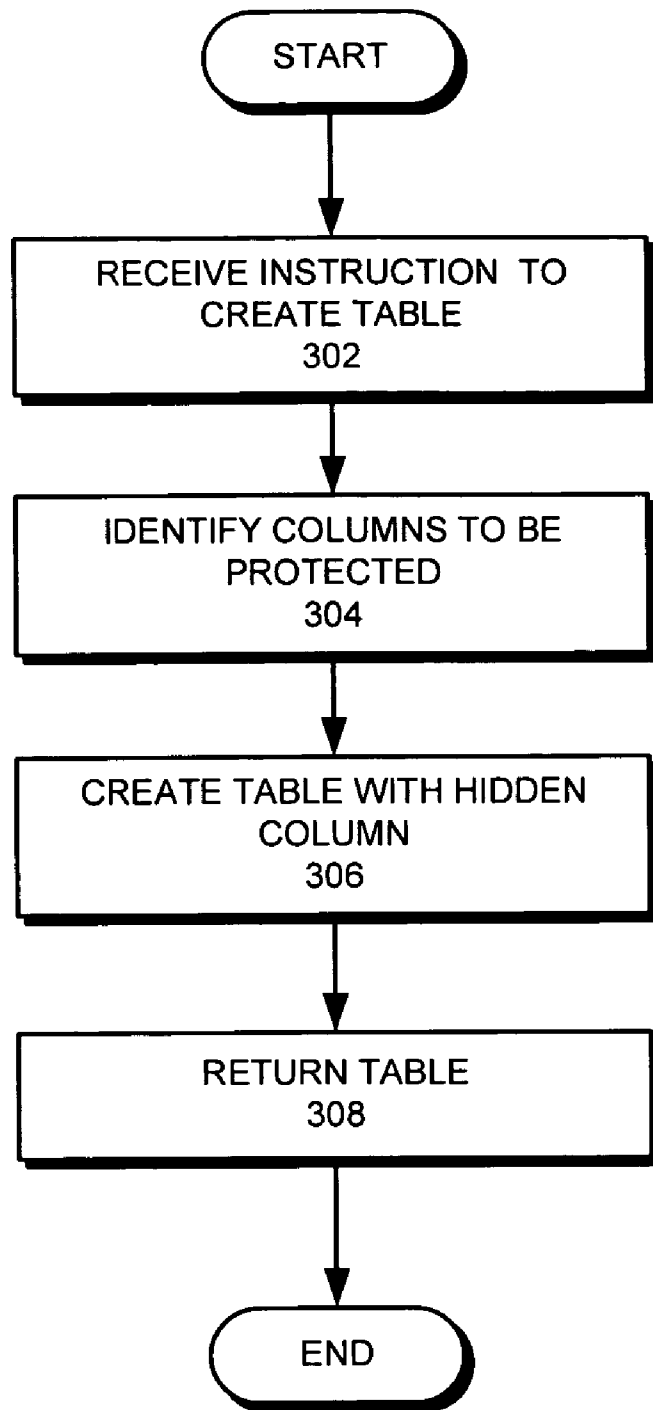 START
RECEIVE INSTRUCTION TO
CREATE TABLE
302
IDENTIFY COLUMNS TO BE
PROTECTED
304
CREATE TABLE WITH HIDDEN
COLUMN
306
RETURN TABLE
308
END